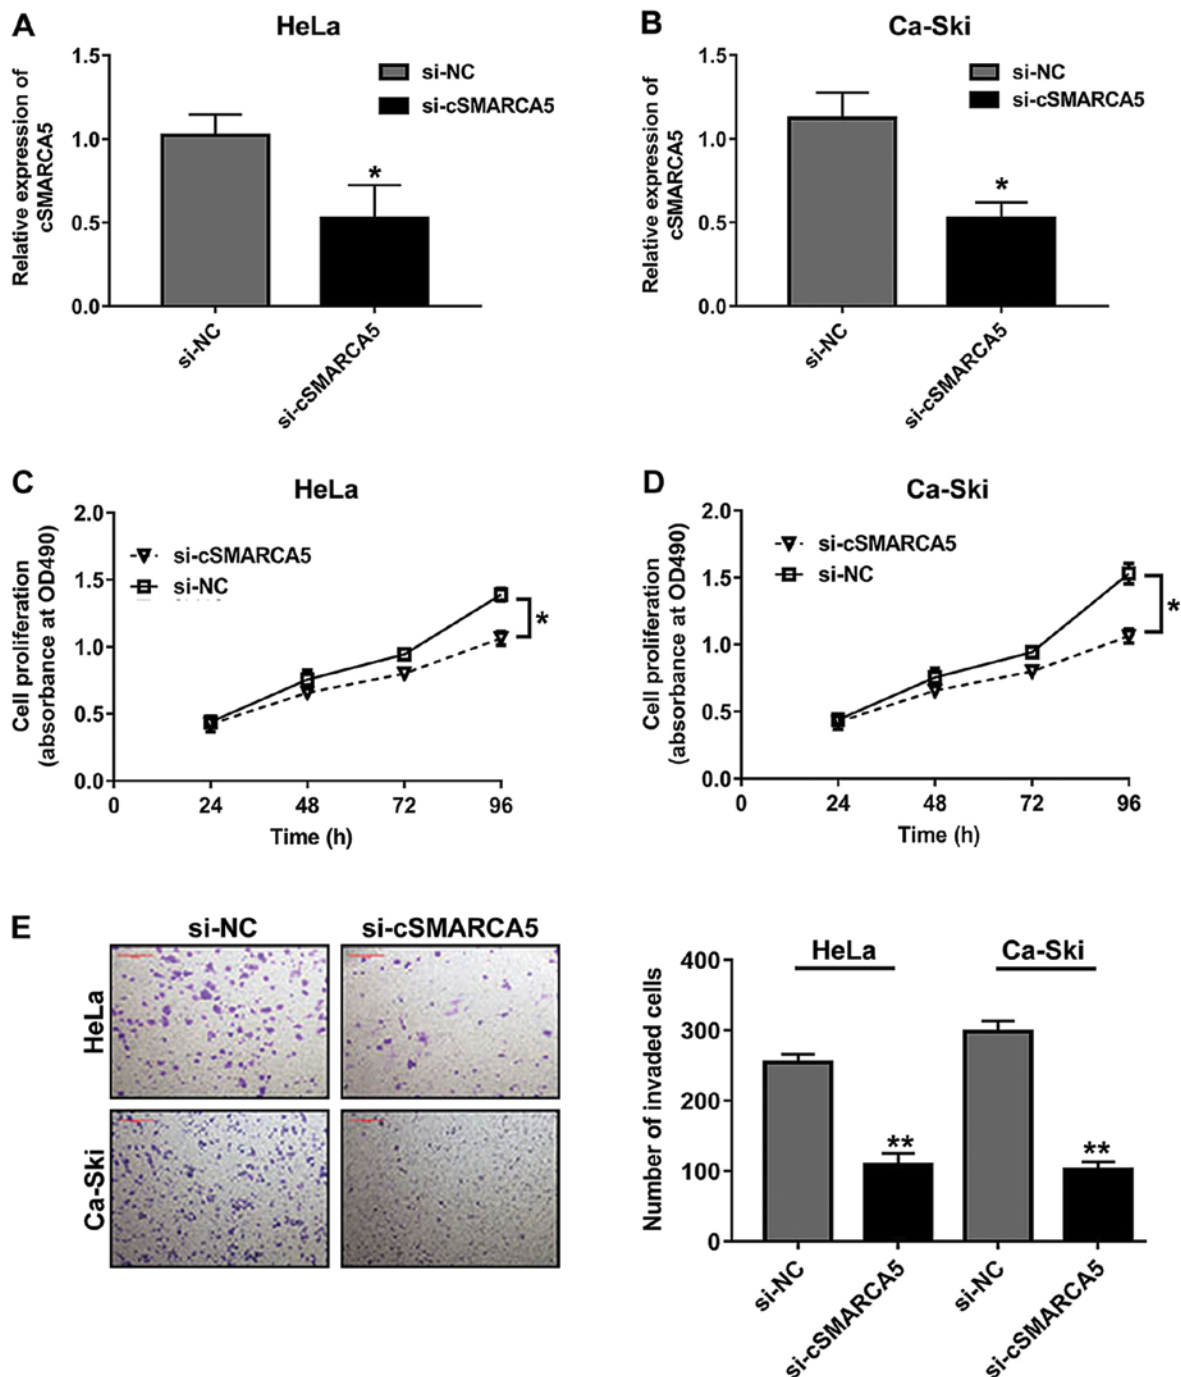 A
HeLa
Relative expression of
cSMARCA5
1.5
1.0
0.5
0.0
si-NC
si-cSMARCA5
*
si-NC
si-cSMARCA5
B
Ca-Ski
Relative expression of
cSMARCA5
1.5
1.0
0.5
0.0
si-NC
si-cSMARCA5
*
si-NC
si-cSMARCA5
C
HeLa
Cell proliferation
(absorbance at OD490)
2.0
1.5
1.0
0.5
0.0
si-cSMARCA5
si-NC
*
0 24 48 72 96
Time (h)
D
Ca-Ski
Cell proliferation
(absorbance at OD490)
2.0
1.5
1.0
0.5
0.0
si-cSMARCA5
si-NC
*
0 24 48 72 96
Time (h)
E
si-NC si-cSMARCA5
HeLa
Ca-Ski
Number of invaded cells
400
300
200
100
0
HeLa Ca-Ski
** **
si-NC
si-cSMARCA5
si-NC
si-cSMARCA5